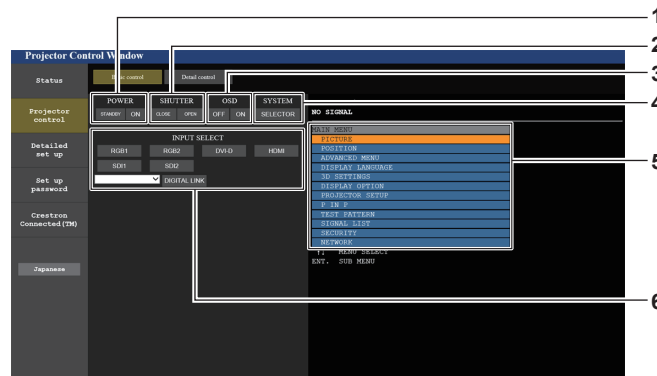 1
2
3
4
5
6
Projector Control Window
Status
Basic control
Detail control
POWER
SHUTTER
OSD
SYSTEM
STANDBY ON
CLOSE OPEN
OFF ON
SELECTOR
Projector
control
NO SIGNAL
INPUT SELECT
RGB1 RGB2 DVI-D HDMI
SDI1 SDI2
DIGITAL LINK
MAIN MENU
PICTURE
POSITION
ADVANCED MENU
DISPLAY LANGUAGE
3D SETTINGS
DISPLAY OPTION
PROJECTOR SETUP
P IN P
TEST PATTERN
SIGNAL LIST
SECURITY
NETWORK
MENU SELECT
ENT. SUB MENU
Detailed
set up
Set up
password
Crestron
Connected(TM)
Japanese